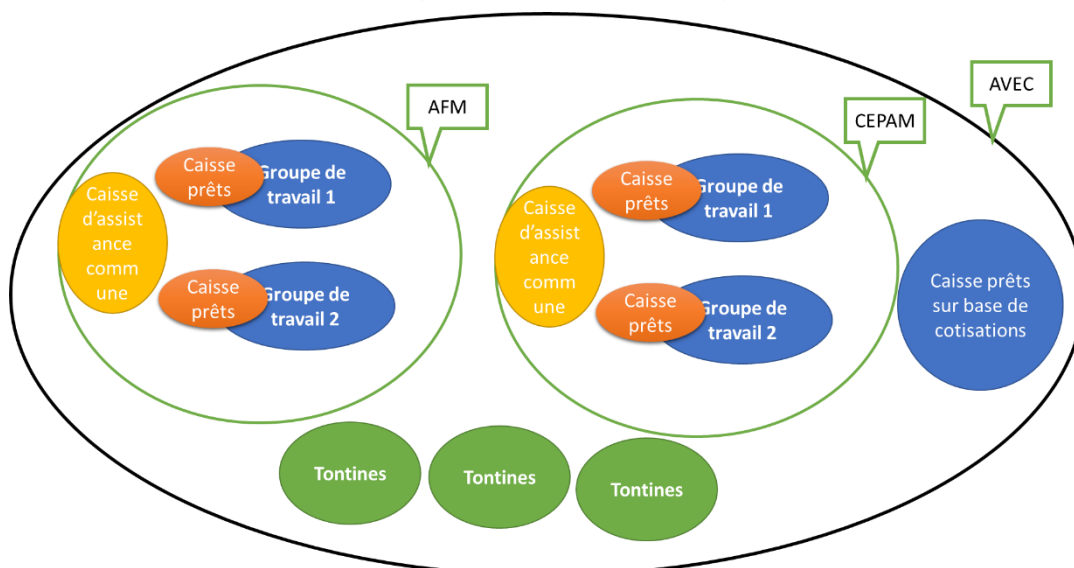 AVEC
AFM
CEPAM
Caisse
prêts
Groupe de
travail 1
Caisse
d'assist
ance
comm
une
Caisse
prêts
Groupe de
travail 2
Caisse
prêts
Groupe de
travail 1
Caisse
d'assist
ance
comm
une
Caisse
prêts
Groupe de
travail 2
Caisse prêts
sur base de
cotisations
Tontines
Tontines
Tontines